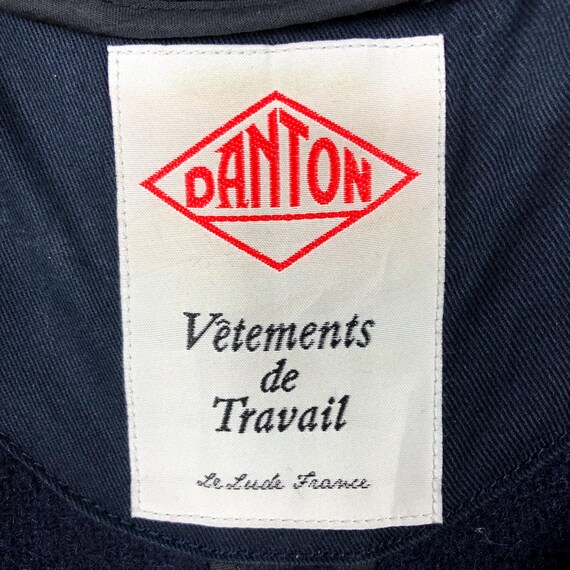 DANTON
Vêtements
de
Travail
Le Lude France